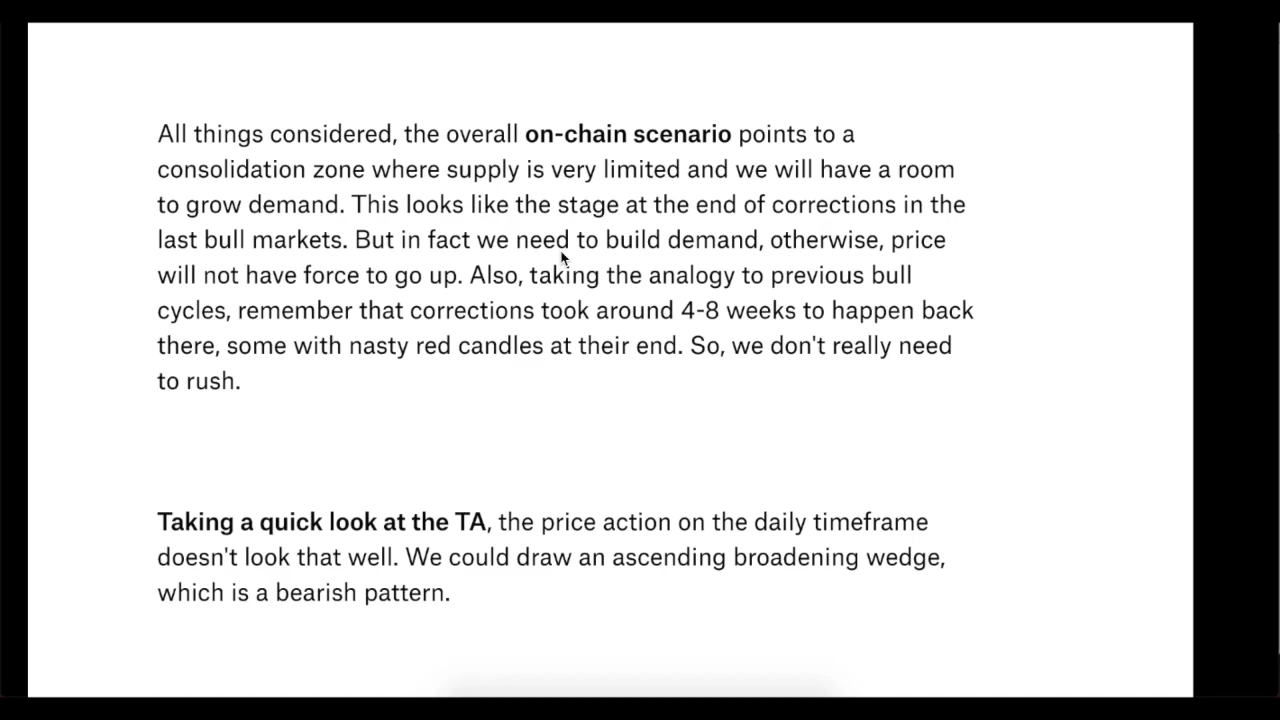 All things considered, the overall on-chain scenario points to a
consolidation zone where supply is very limited and we will have a room
to grow demand. This looks like the stage at the end of corrections in the
last bull markets. But in fact we need to build demand, otherwise, price
will not have force to go up. Also, taking the analogy to previous bull
cycles, remember that corrections took around 4-8 weeks to happen back
there, some with nasty red candles at their end. So, we don't really need
to rush.
Taking a quick look at the TA, the price action on the daily timeframe
doesn't look that well. We could draw an ascending broadening wedge,
which is a bearish pattern.